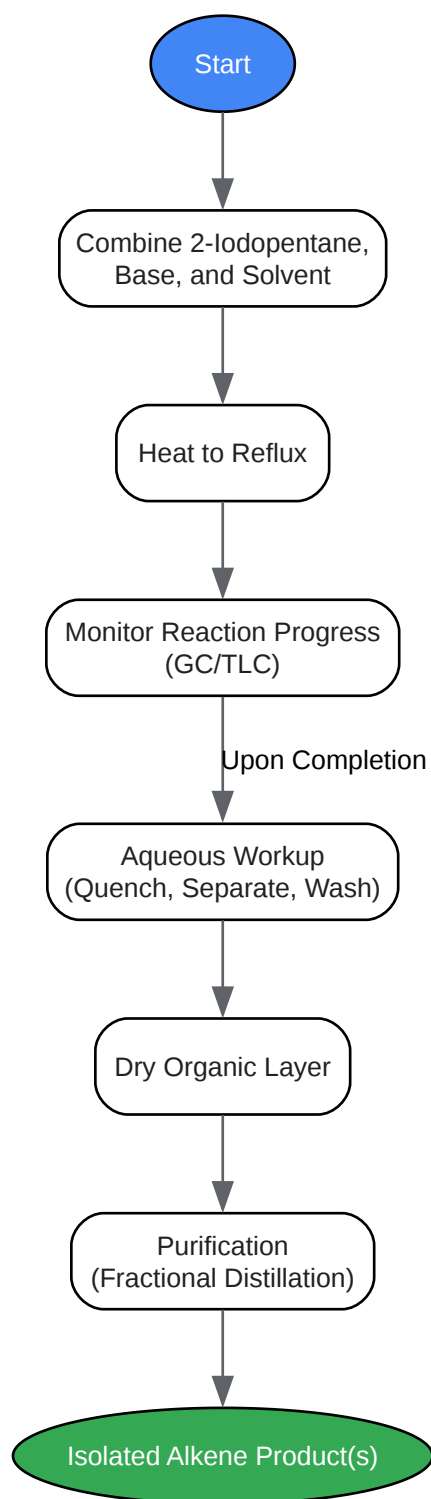 Start
Combine 2-Iodopentane,
Base, and Solvent
Heat to Reflux
Monitor Reaction Progress
(GC/TLC)
Upon Completion
Aqueous Workup
(Quench, Separate, Wash)
Dry Organic Layer
Purification
(Fractional Distillation)
Isolated Alkene Product(s)